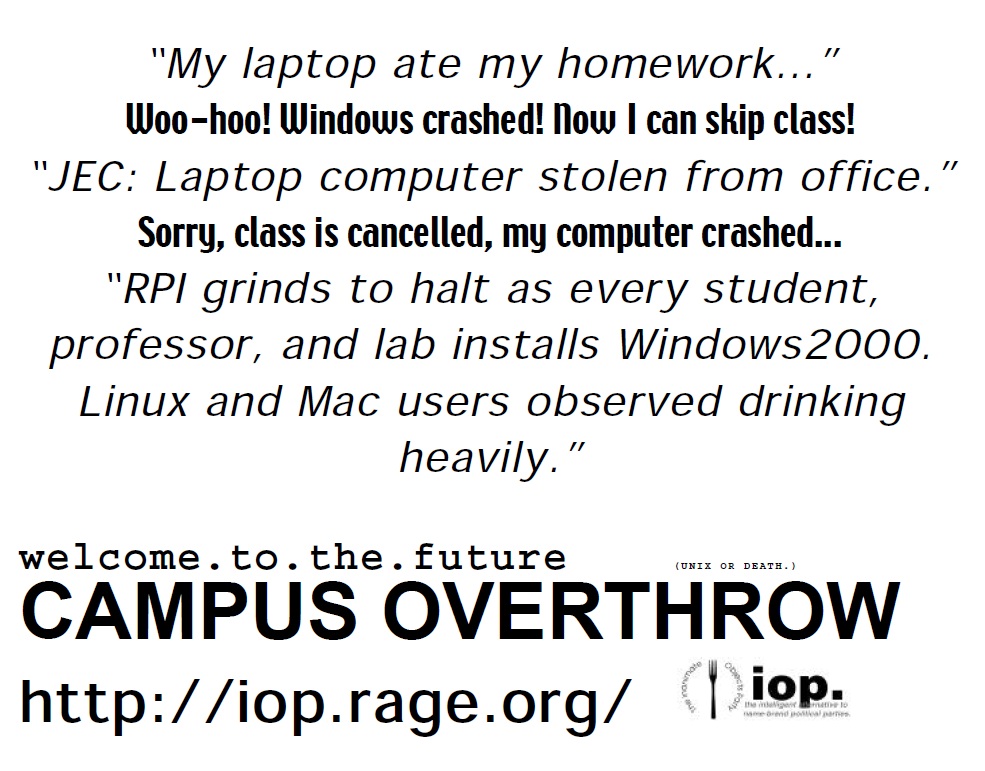 “My laptop ate my homework...”
Woo-hoo! Windows crashed! Now I can skip class!
“JEC: Laptop computer stolen from office.”
Sorry, class is cancelled, my computer crashed...
“RPI grinds to halt as every student,
professor, and lab installs Windows2000.
Linux and Mac users observed drinking
heavily.”
welcome.to.the.future
(UNIX OR DEATH.)
CAMPUS OVERTHROW
http://iop.rage.org/
the Inanimate Objects Party
iop.
the intelligent alternative to
name-brand political parties.